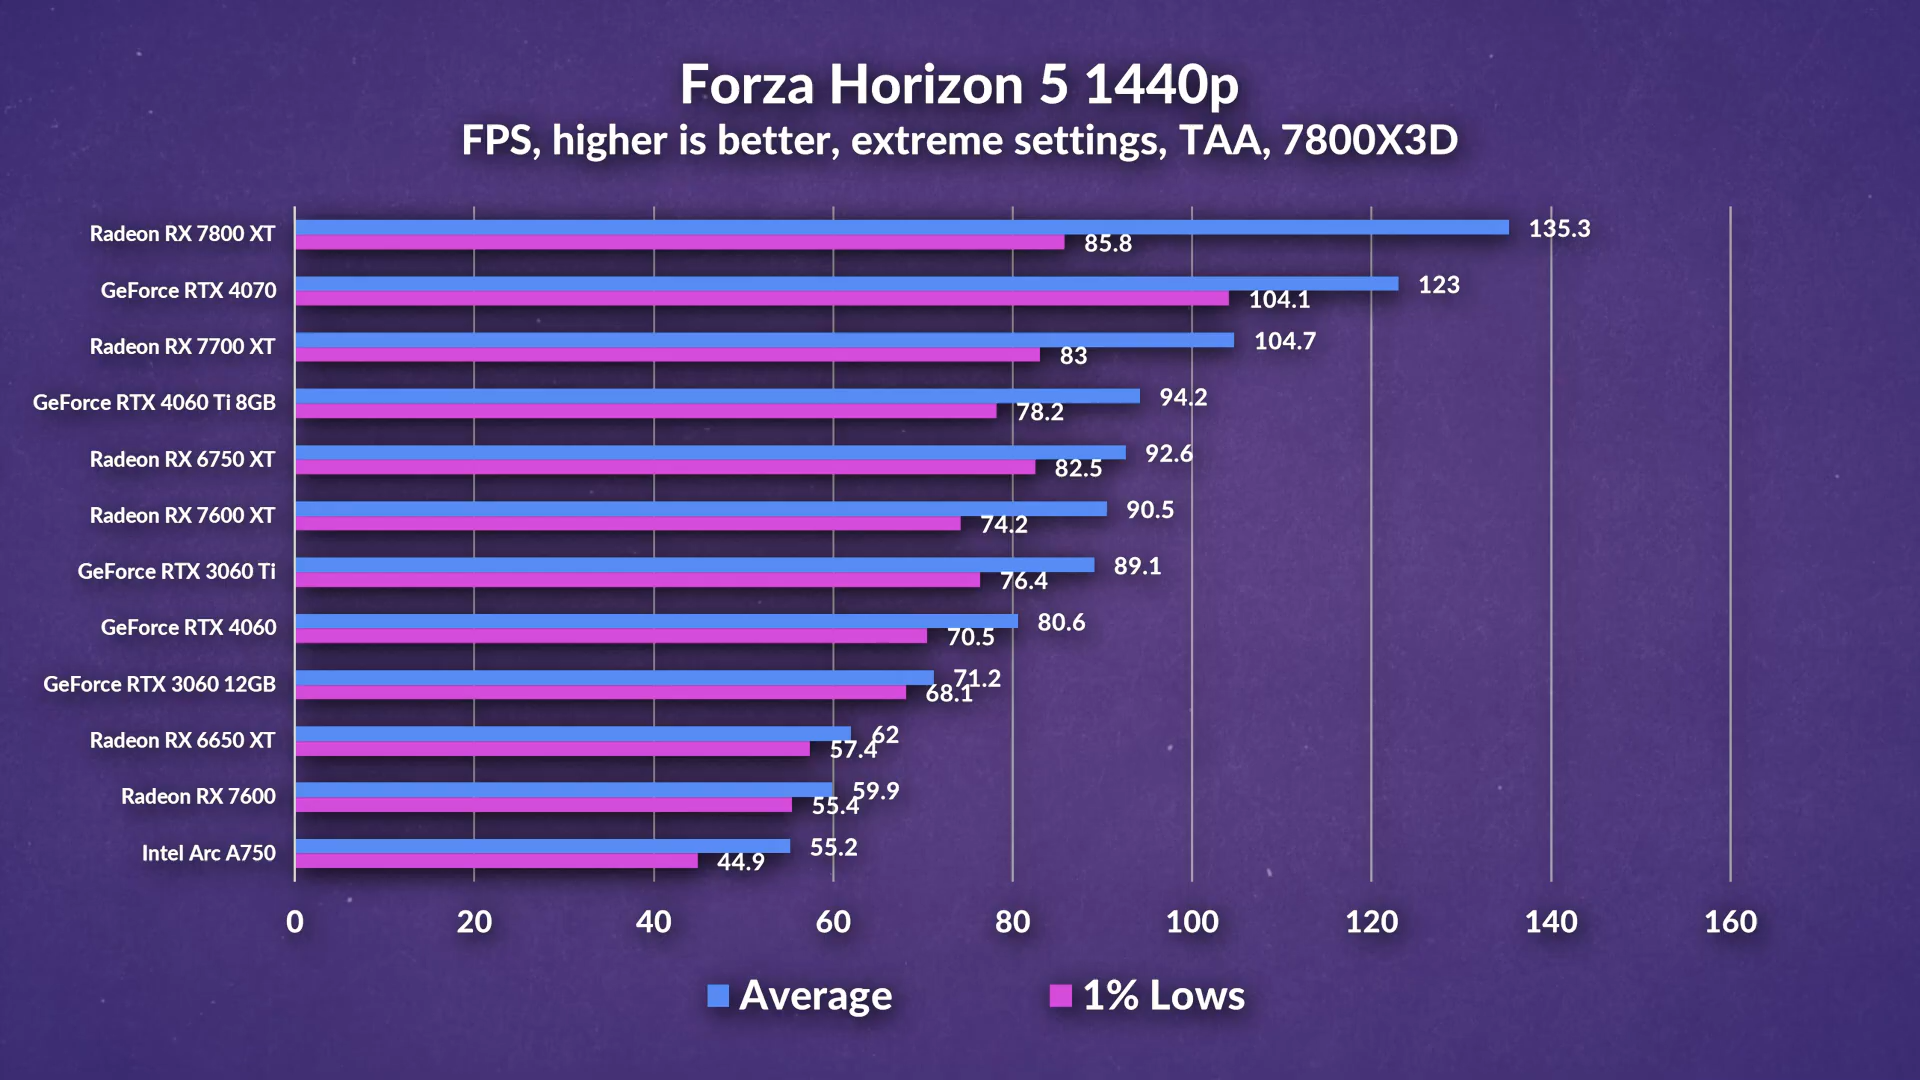 Forza Horizon 5 1440p
FPS, higher is better, extreme settings, TAA, 7800X3D
Radeon RX 7800 XT
135.3
85.8
GeForce RTX 4070
123
104.1
Radeon RX 7700 XT
104.7
83
GeForce RTX 4060 Ti 8GB
94.2
78.2
Radeon RX 6750 XT
92.6
82.5
Radeon RX 7600 XT
90.5
74.2
GeForce RTX 3060 Ti
89.1
76.4
GeForce RTX 4060
80.6
70.5
GeForce RTX 3060 12GB
71.2
68.1
Radeon RX 6650 XT
62
57.4
Radeon RX 7600
59.9
55.4
Intel Arc A750
55.2
44.9
0 20 40 60 80 100 120 140 160
Average 1% Lows